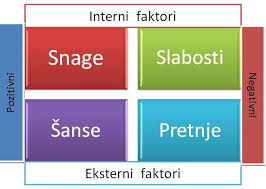 Interni faktori
Pozitivni
Snage
Slabosti
Negativni
Šanse
Pretnje
Eksterni faktori